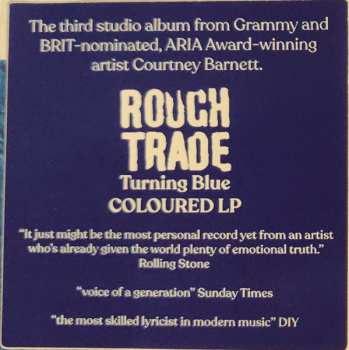 The third studio album from Grammy and
BRIT-nominated, ARIA Award-winning
artist Courtney Barnett.
ROUGH
TRADE
Turning Blue
COLOURED LP
“It just might be the most personal record yet from an artist
who’s already given the world plenty of emotional truth.”
Rolling Stone
“voice of a generation” Sunday Times
“the most skilled lyricist in modern music” DIY